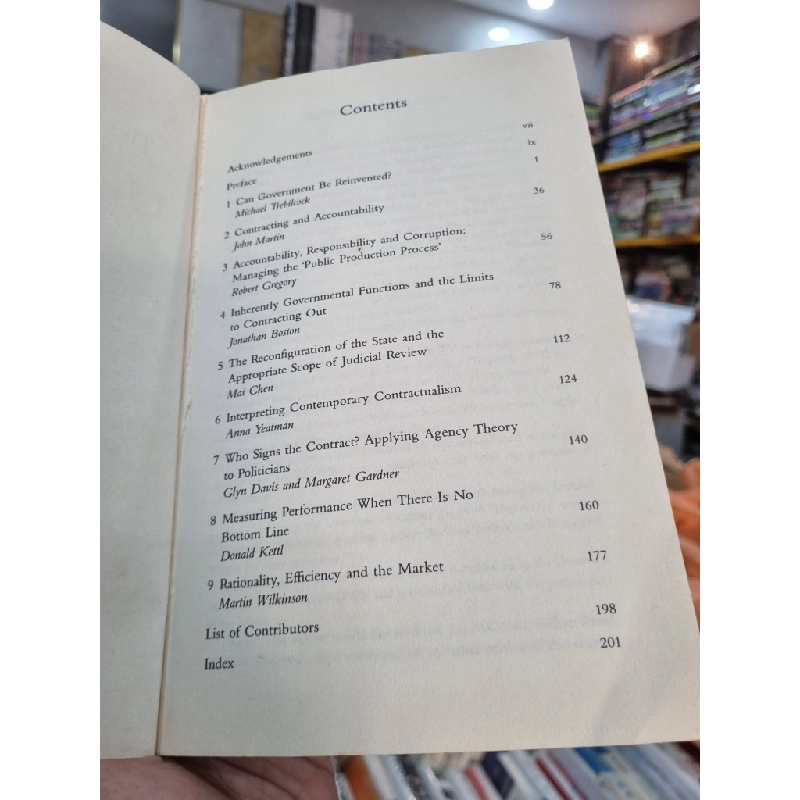 Contents
Acknowledgements vii
Preface ix
1 Can Government Be Reinvented? 1
Michael Trebilcock
2 Contracting and Accountability 36
John Martin
3 Accountability, Responsibility and Corruption:
Managing the 'Public Production Process' 56
Robert Gregory
4 Inherently Governmental Functions and the Limits
to Contracting Out 78
Jonathan Boston
5 The Reconfiguration of the State and the
Appropriate Scope of Judicial Review 112
Mai Chen
6 Interpreting Contemporary Contractualism 124
Anna Yeatman
7 Who Signs the Contract? Applying Agency Theory
to Politicians 140
Glyn Davis and Margaret Gardner
8 Measuring Performance When There Is No
Bottom Line 160
Donald Kettl
9 Rationality, Efficiency and the Market 177
Martin Wilkinson
List of Contributors 198
Index 201